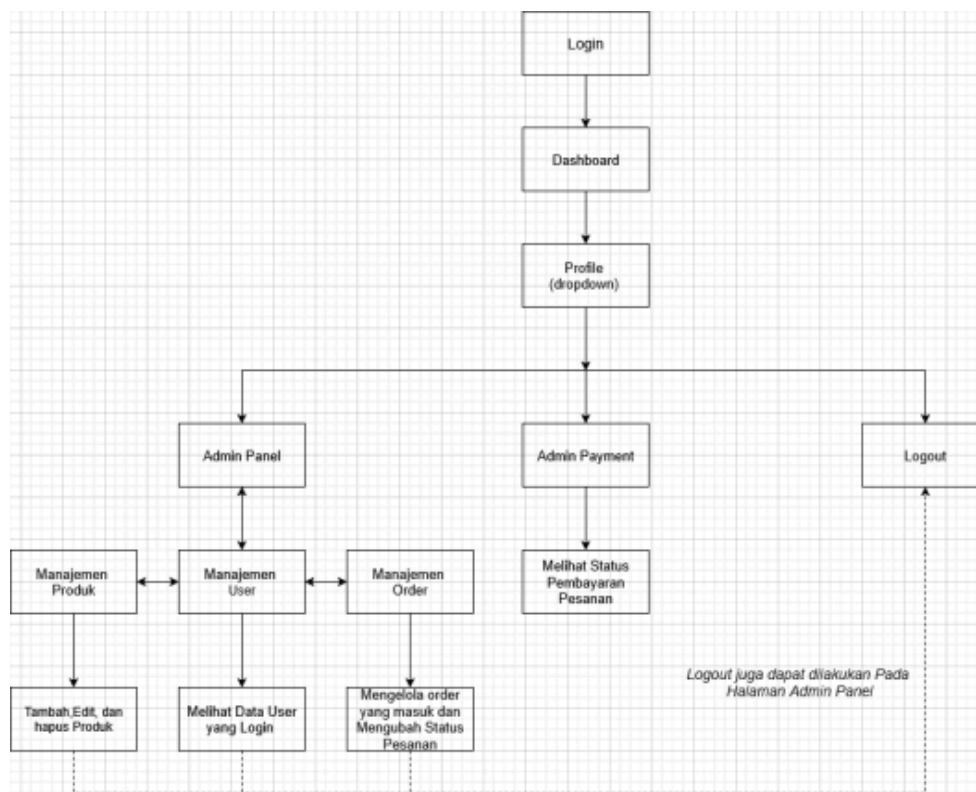 Login
Dashboard
Profile
(dropdown)
Admin Panel
Admin Payment
Logout
Manajemen
Produk
Manajemen
User
Manajemen
Order
Melihat Status
Pembayaran
Pesanan
Logout juga dapat dilakukan Pada
Halaman Admin Panel
Tambah,Edit, dan
hapus Produk
Melihat Data User
yang Login
Mengelola order
yang masuk dan
Mengubah Status
Pesanan